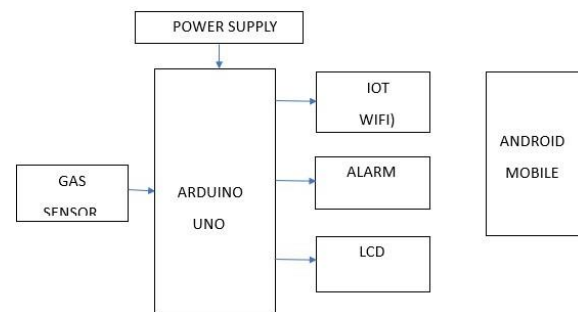 POWER SUPPLY
IOT
WIFI)
ANDROID
MOBILE
GAS
SENSOR
ARDUINO
UNO
ALARM
LCD